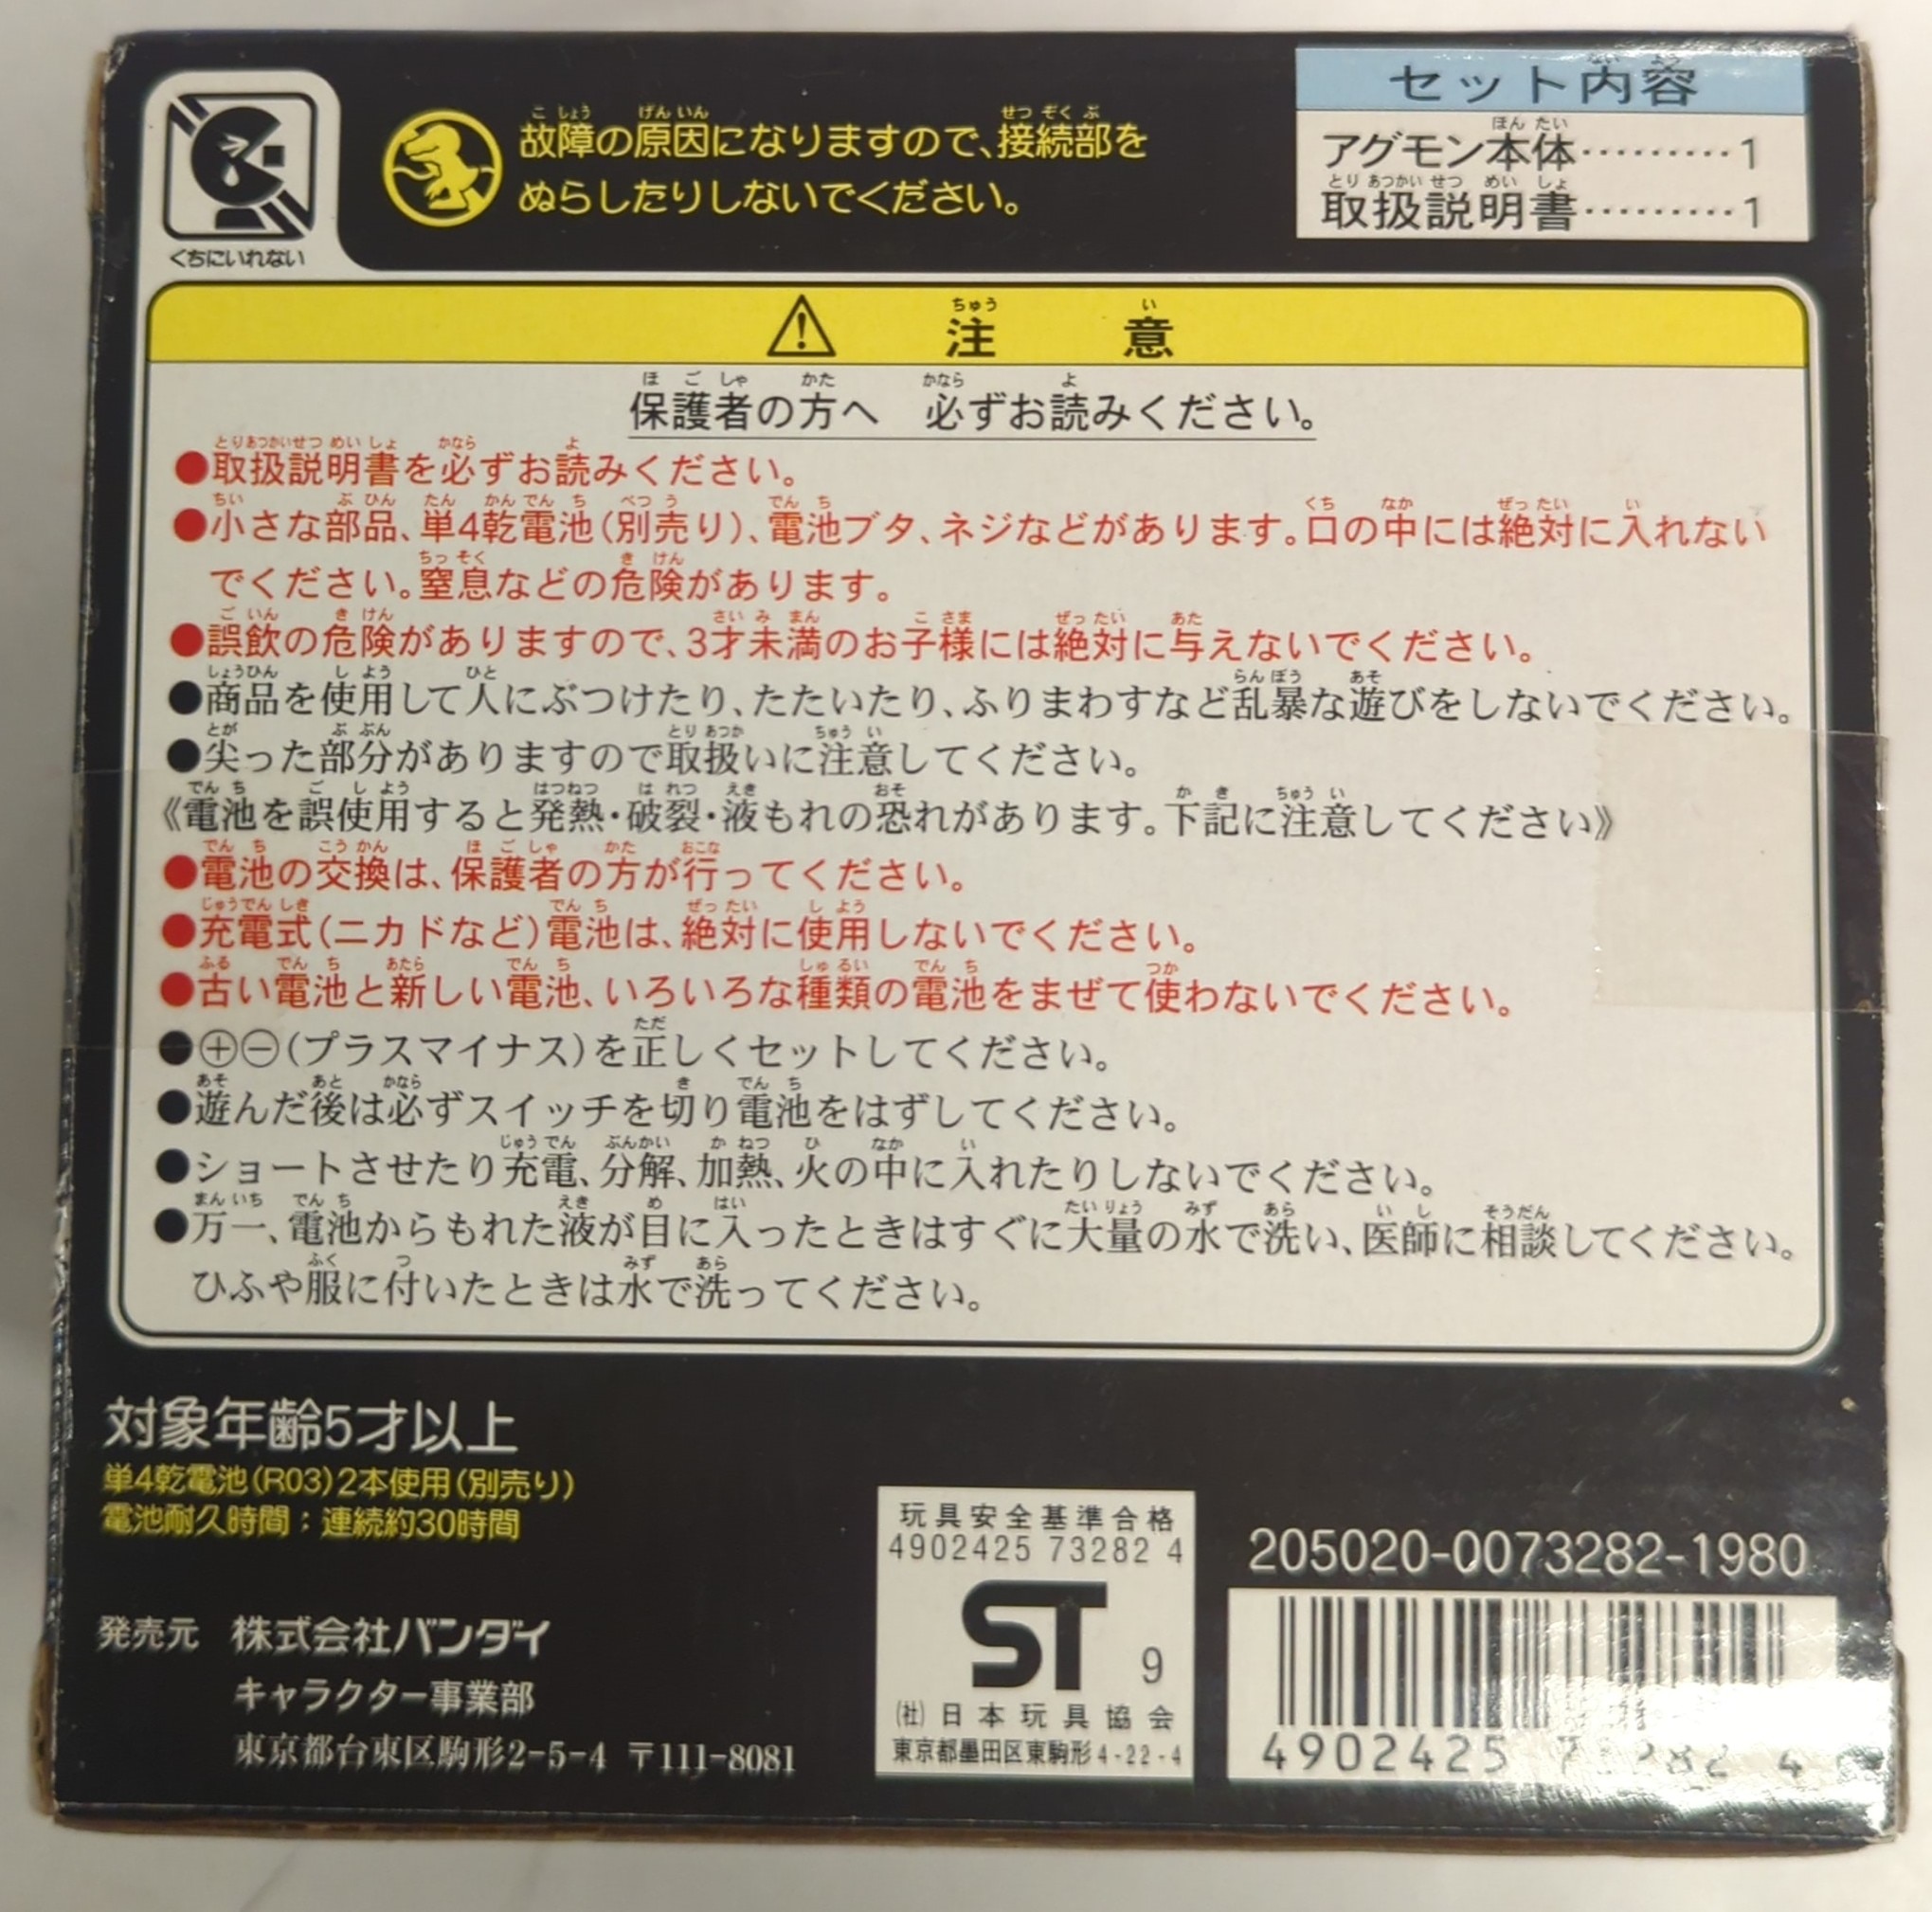 くちにいれない
故障の原因になりますので、接続部を
ぬらしたりしないでください。
セット内容
アグモン本体………1
取扱説明書………1
⚠ 注意
保護者の方へ 必ずお読みください。
●取扱説明書を必ずお読みください。
●小さな部品、単4乾電池(別売り)、電池ブタ、ネジなどがあります。口の中には絶対に入れない
でください。窒息などの危険があります。
●誤飲の危険がありますので、3才未満のお子様には絶対に与えないでください。
●商品を使用して人にぶつけたり、たたいたり、ふりまわすなど乱暴な遊びをしないでください。
●尖った部分がありますので取扱いに注意してください。
《電池を誤使用すると発熱・破裂・液もれの恐れがあります。下記に注意してください》
●電池の交換は、保護者の方が行ってください。
●充電式(ニカドなど)電池は、絶対に使用しないでください。
●古い電池と新しい電池、いろいろな種類の電池をまぜて使わないでください。
●⊕⊖(プラスマイナス)を正しくセットしてください。
●遊んだ後は必ずスイッチを切り電池をはずしてください。
●ショートさせたり充電、分解、加熱、火の中に入れたりしないでください。
●万一、電池からもれた液が目に入ったときはすぐに大量の水で洗い、医師に相談してください。
ひふや服に付いたときは水で洗ってください。
対象年齢5才以上
単4乾電池(R03)2本使用(別売り)
電池耐久時間：連続約30時間
発売元 株式会社バンダイ
キャラクター事業部
東京都台東区駒形2-5-4 〒111-8081
玩具安全基準合格
4902425 73282 4
ST 9
(社)日本玩具協会
東京都墨田区東駒形4-22-4
205020-0073282-1980
4902425 73282 4